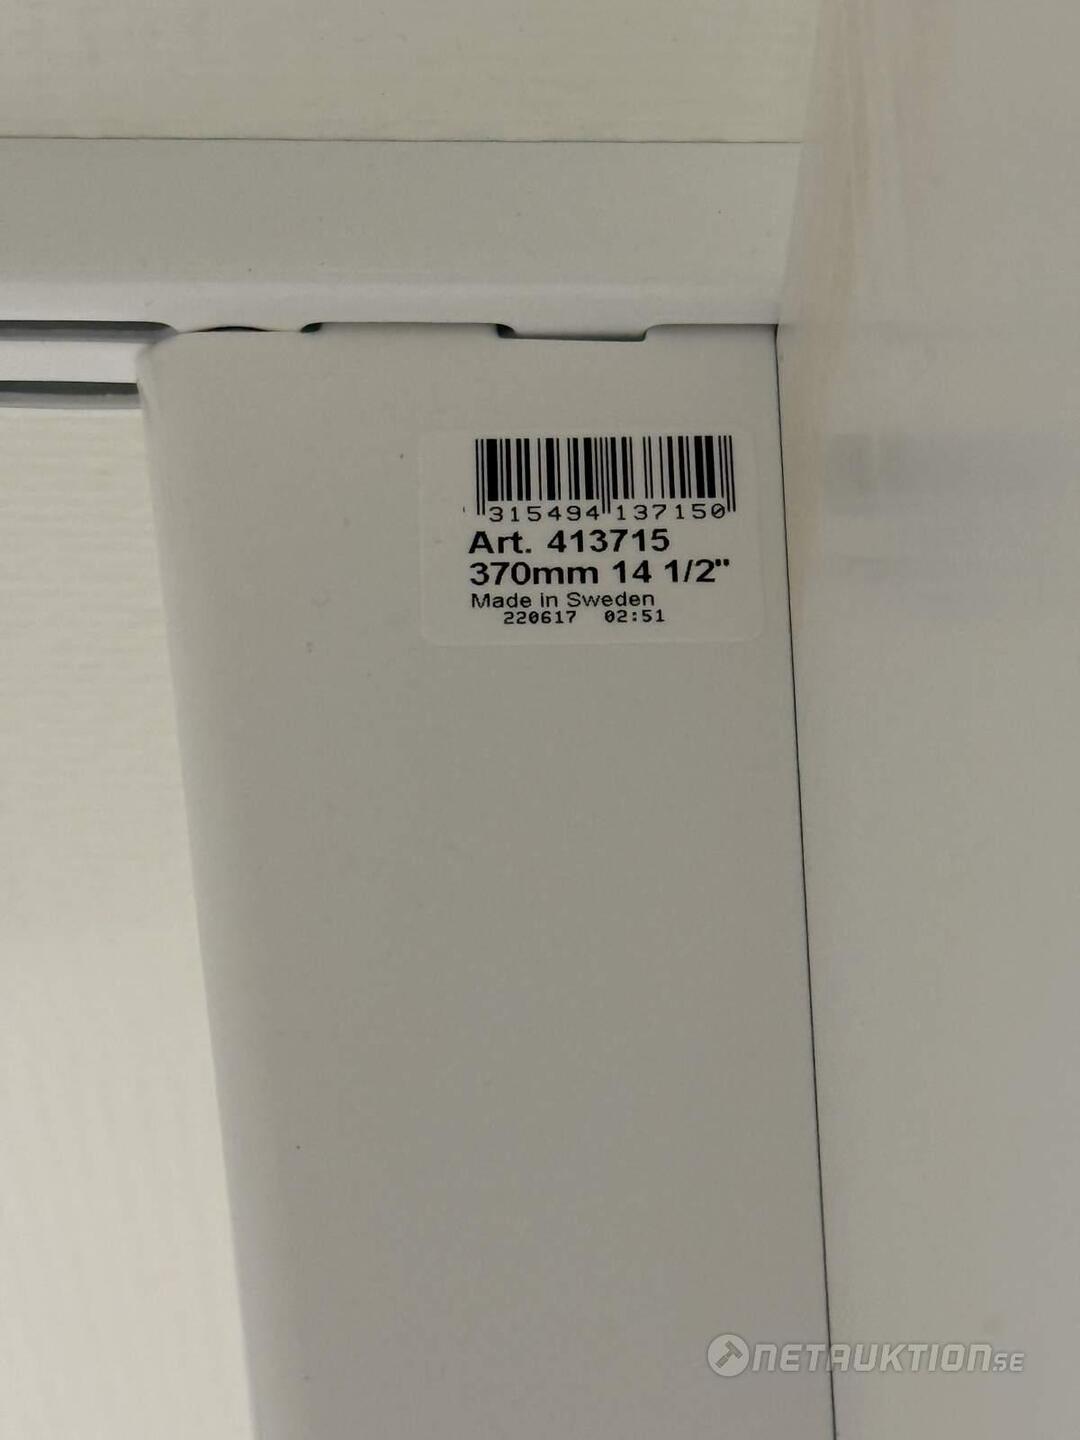 315494 137150
Art. 413715
370mm 14 1/2"
Made in Sweden
220617 02:51
NETAUKTION.SE